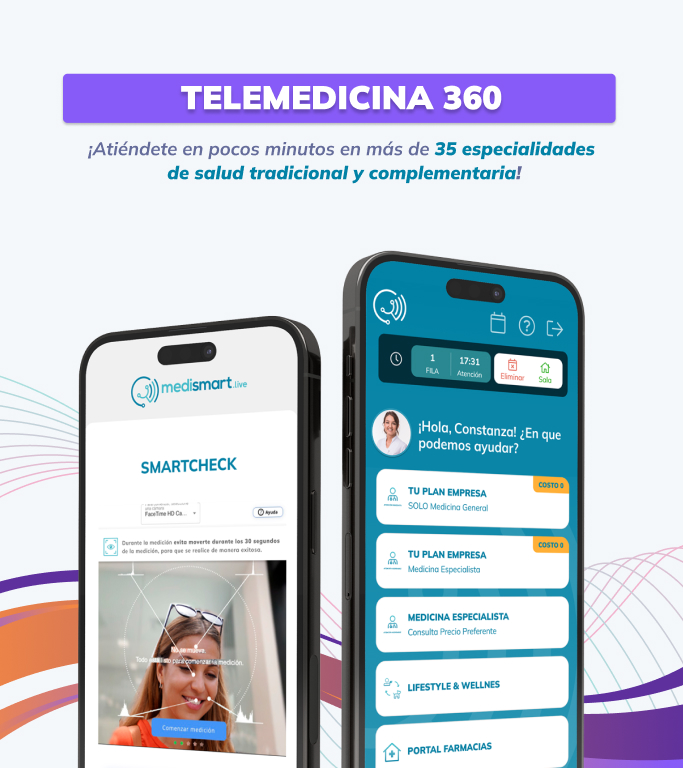 TELEMEDICINA 360
¡Atiéndete en pocos minutos en más de 35 especialidades
de salud tradicional y complementaria!
medismart.live
SMARTCHECK
FaceTime HD Ca...
Ayuda
Durante la medición evita moverte durante los 30 segundos
de la medición, para que se realice de manera exitosa.
No se mueve.
para comenzar la medición.
Comenzar medición
1
FILA
17:31
Atención
Eliminar
Sala
¡Hola, Constanza! ¿En que
podemos ayudar?
COSTO 0
TU PLAN EMPRESA
SOLO Medicina General
COSTO 0
TU PLAN EMPRESA
Medicina Especialista
MEDICINA ESPECIALISTA
Consulta Precio Preferente
LIFESTYLE & WELLNES
PORTAL FARMACIAS